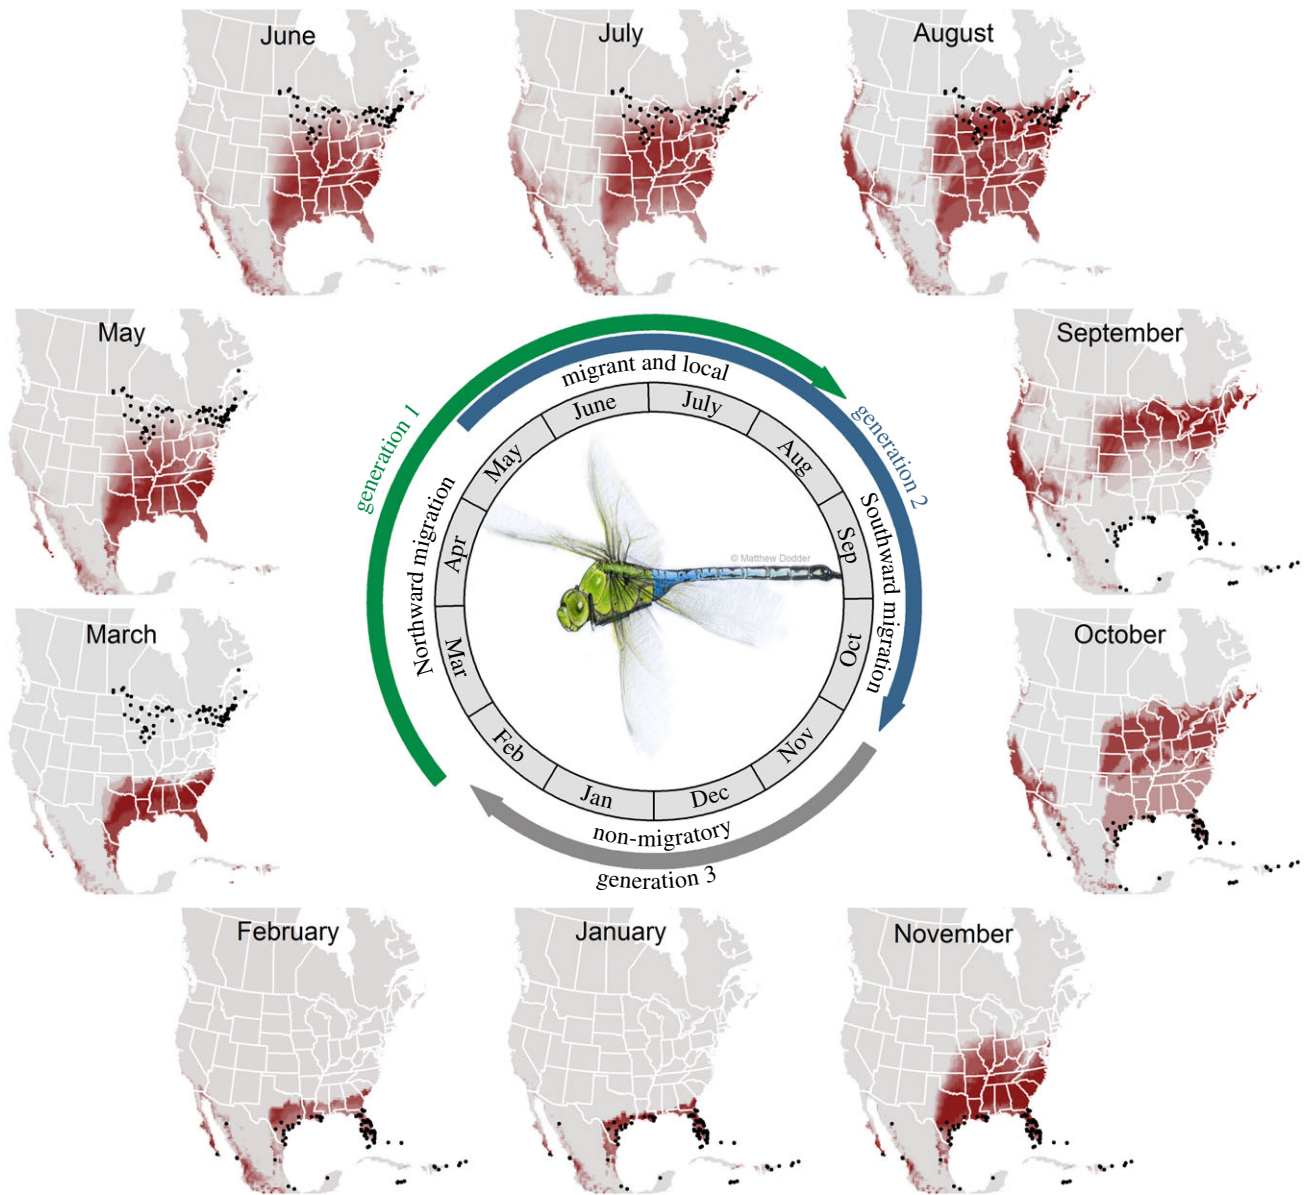 June
July
August
May
September
March
October
February
January
November
generation 1
Northward migration
migrant and local
generation 2
Southward migration
non-migratory
generation 3
June
July
Aug
Sep
Oct
Nov
Dec
Jan
Feb
Mar
Apr
May
© Matthew Dodder